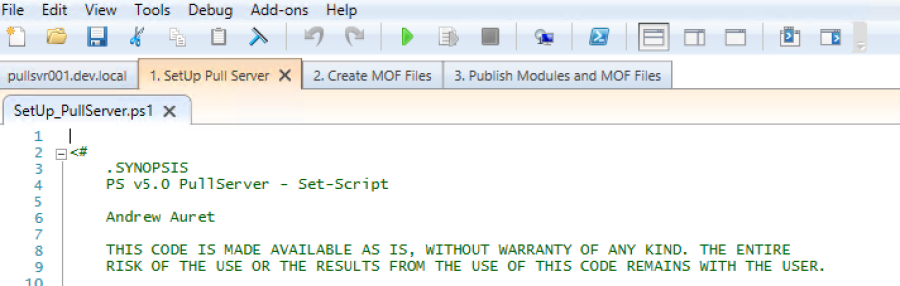 File Edit View Tools Debug Add-ons Help
pullsvr001.dev.local 1. SetUp Pull Server 2. Create MOF Files 3. Publish Modules and MOF Files
SetUp_PullServer.ps1
1
2 <#
3 .SYNOPSIS
4 PS v5.0 PullServer - Set-Script
5
6 Andrew Auret
7
8 THIS CODE IS MADE AVAILABLE AS IS, WITHOUT WARRANTY OF ANY KIND. THE ENTIRE
9 RISK OF THE USE OR THE RESULTS FROM THE USE OF THIS CODE REMAINS WITH THE USER.
10